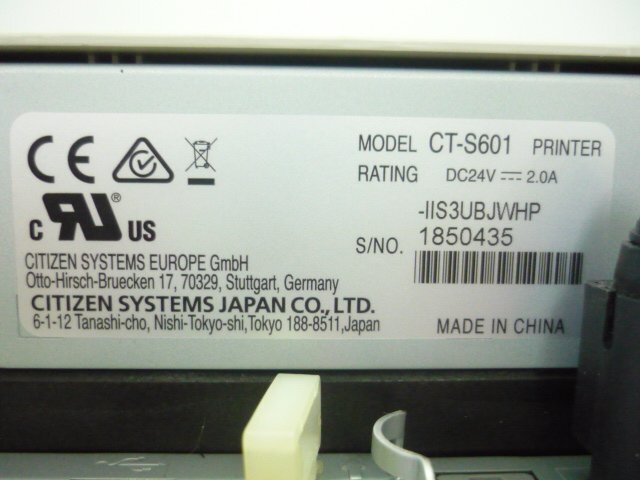 CE
MODEL CT-S601 PRINTER
RATING DC24V ⎓ 2.0A
-IIS3UBJWHP
C RU® US
S/NO. 1850435
CITIZEN SYSTEMS EUROPE GmbH
Otto-Hirsch-Bruecken 17, 70329, Stuttgart, Germany
CITIZEN SYSTEMS JAPAN CO., LTD.
6-1-12 Tanashi-cho, Nishi-Tokyo-shi,Tokyo 188-8511,Japan
MADE IN CHINA